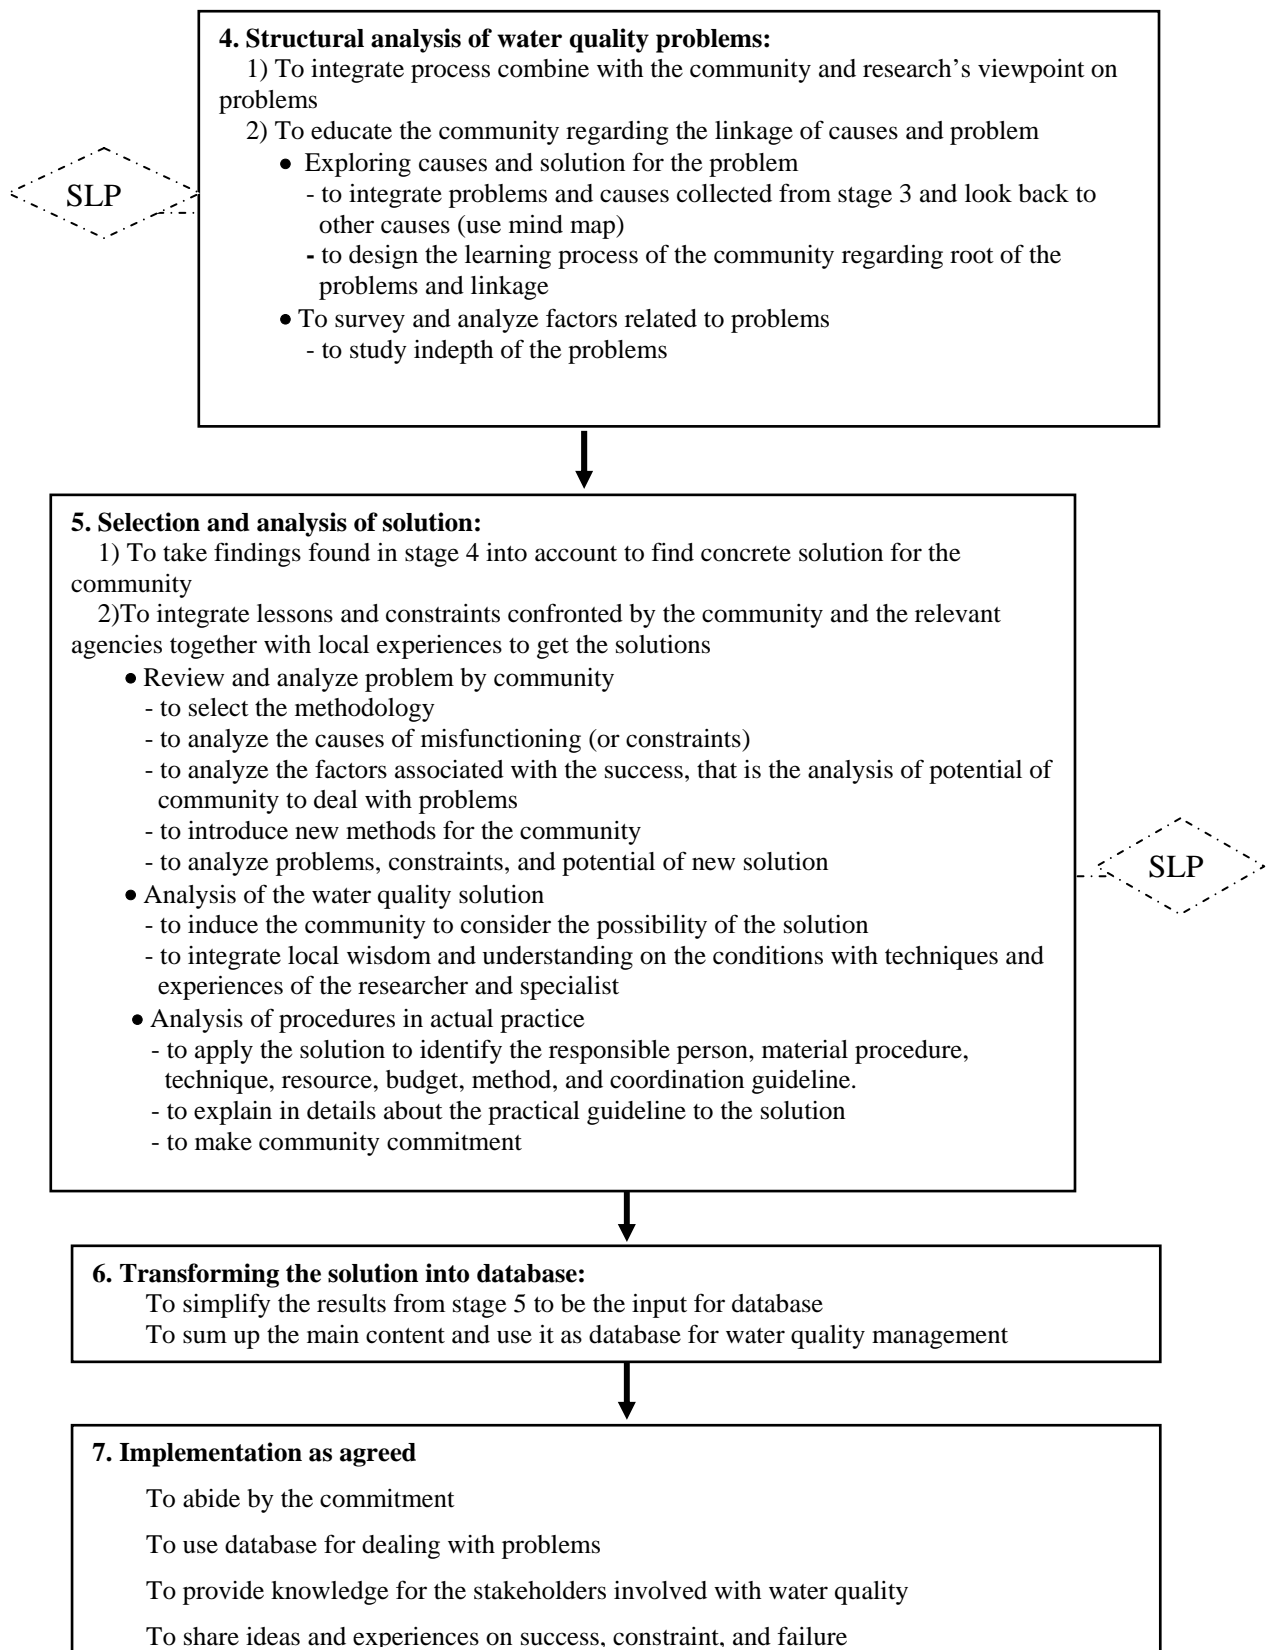 4. Structural analysis of water quality problems:
1) To integrate process combine with the community and research’s viewpoint on
problems
2) To educate the community regarding the linkage of causes and problem
● Exploring causes and solution for the problem
- to integrate problems and causes collected from stage 3 and look back to
other causes (use mind map)
- to design the learning process of the community regarding root of the
problems and linkage
● To survey and analyze factors related to problems
- to study indepth of the problems
SLP
5. Selection and analysis of solution:
1) To take findings found in stage 4 into account to find concrete solution for the
community
2)To integrate lessons and constraints confronted by the community and the relevant
agencies together with local experiences to get the solutions
● Review and analyze problem by community
- to select the methodology
- to analyze the causes of misfunctioning (or constraints)
- to analyze the factors associated with the success, that is the analysis of potential of
community to deal with problems
- to introduce new methods for the community
- to analyze problems, constraints, and potential of new solution
● Analysis of the water quality solution
- to induce the community to consider the possibility of the solution
- to integrate local wisdom and understanding on the conditions with techniques and
experiences of the researcher and specialist
● Analysis of procedures in actual practice
- to apply the solution to identify the responsible person, material procedure,
technique, resource, budget, method, and coordination guideline.
- to explain in details about the practical guideline to the solution
- to make community commitment
SLP
6. Transforming the solution into database:
To simplify the results from stage 5 to be the input for database
To sum up the main content and use it as database for water quality management
7. Implementation as agreed
To abide by the commitment
To use database for dealing with problems
To provide knowledge for the stakeholders involved with water quality
To share ideas and experiences on success, constraint, and failure